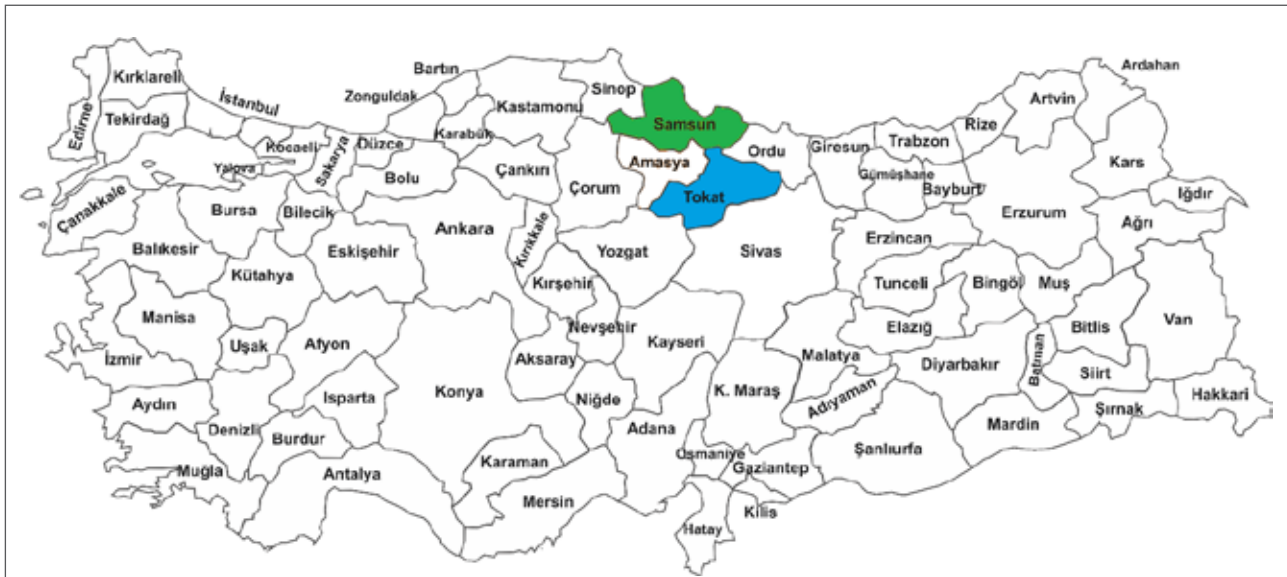 Kırklareli
Edirne
Tekirdağ
İstanbul
Kocaeli
Yalova
Sakarya
Düzce
Zonguldak
Bartın
Karabük
Kastamonu
Sinop
Samsun
Ordu
Giresun
Trabzon
Rize
Artvin
Ardahan
Kars
Iğdır
Ağrı
Erzurum
Bayburt
Gümüşhane
Tokat
Amasya
Çorum
Çankırı
Bolu
Bilecik
Bursa
Çanakkale
Balıkesir
Kütahya
Eskişehir
Ankara
Kırıkkale
Kırşehir
Yozgat
Sivas
Erzincan
Tunceli
Bingöl
Muş
Bitlis
Van
Hakkari
Şırnak
Siirt
Batman
Mardin
Diyarbakır
Elazığ
Malatya
Adıyaman
Şanlıurfa
K. Maraş
Gaziantep
Kilis
Osmaniye
Hatay
Adana
Kayseri
Nevşehir
Niğde
Aksaray
Konya
Karaman
Mersin
Antalya
Isparta
Burdur
Afyon
Uşak
Manisa
İzmir
Aydın
Denizli
Muğla